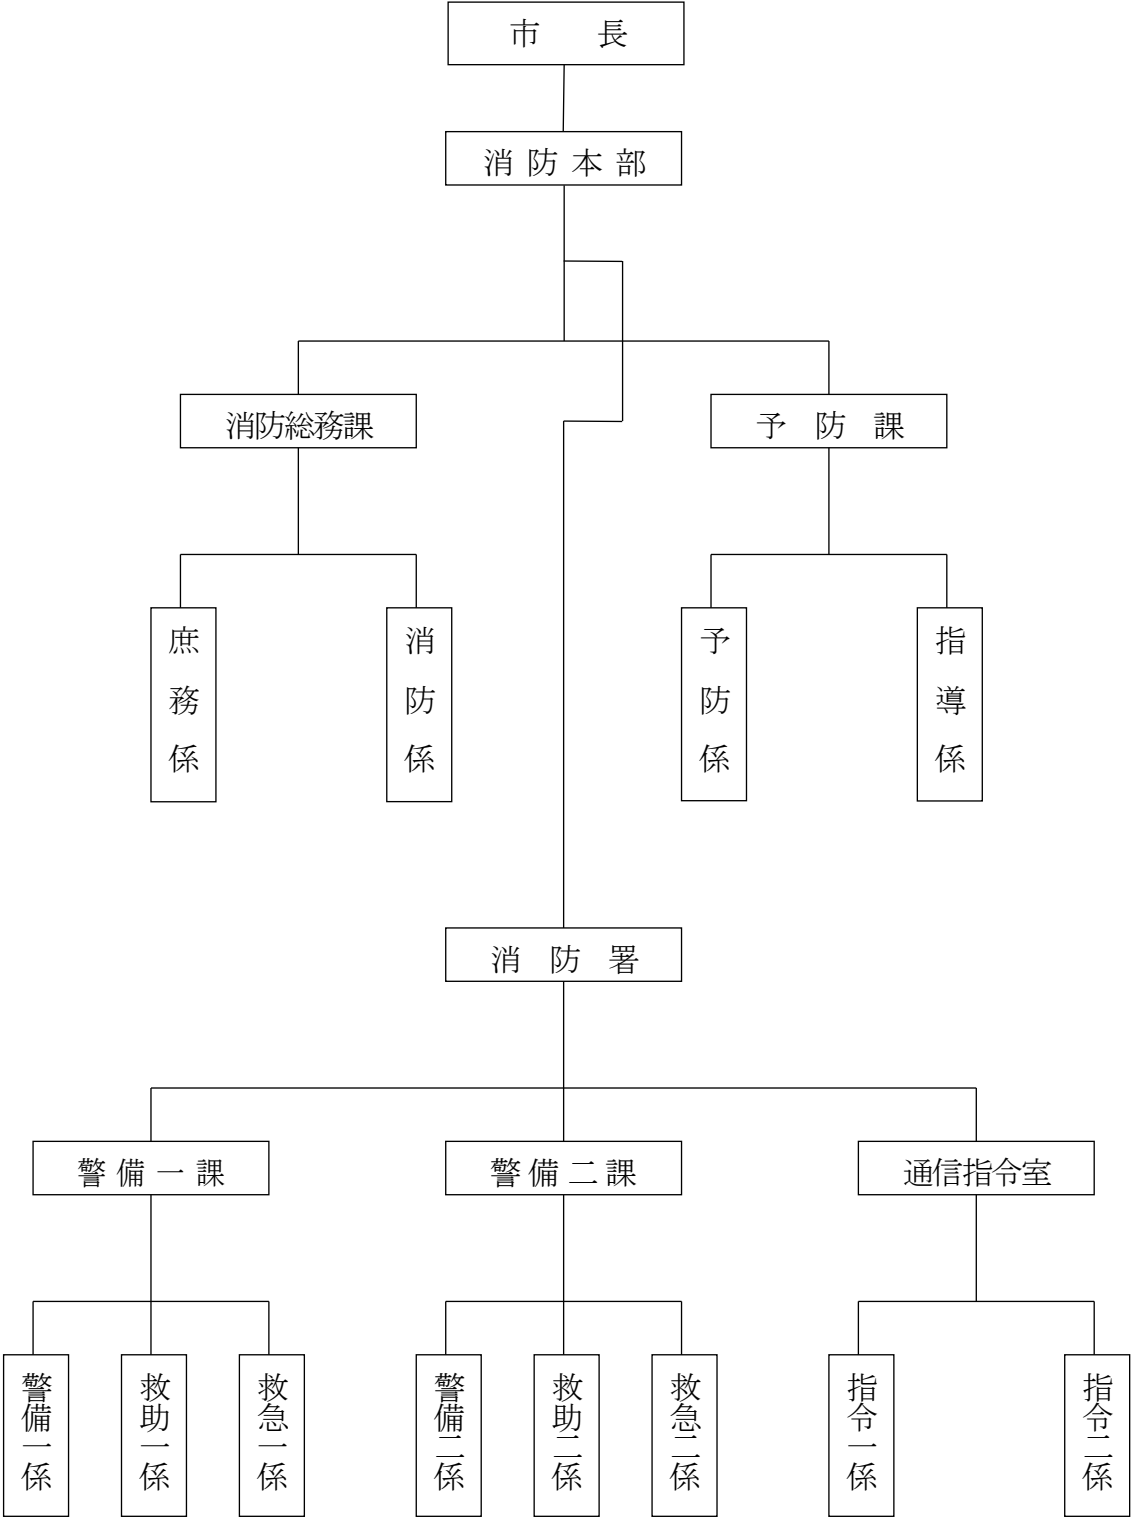 市　　長
消防本部
消防総務課
予　防　課
庶務係
消防係
予防係
指導係
消　防　署
警備一課
警備二課
通信指令室
警備一係
救助一係
救急一係
警備二係
救助二係
救急二係
指令一係
指令二係